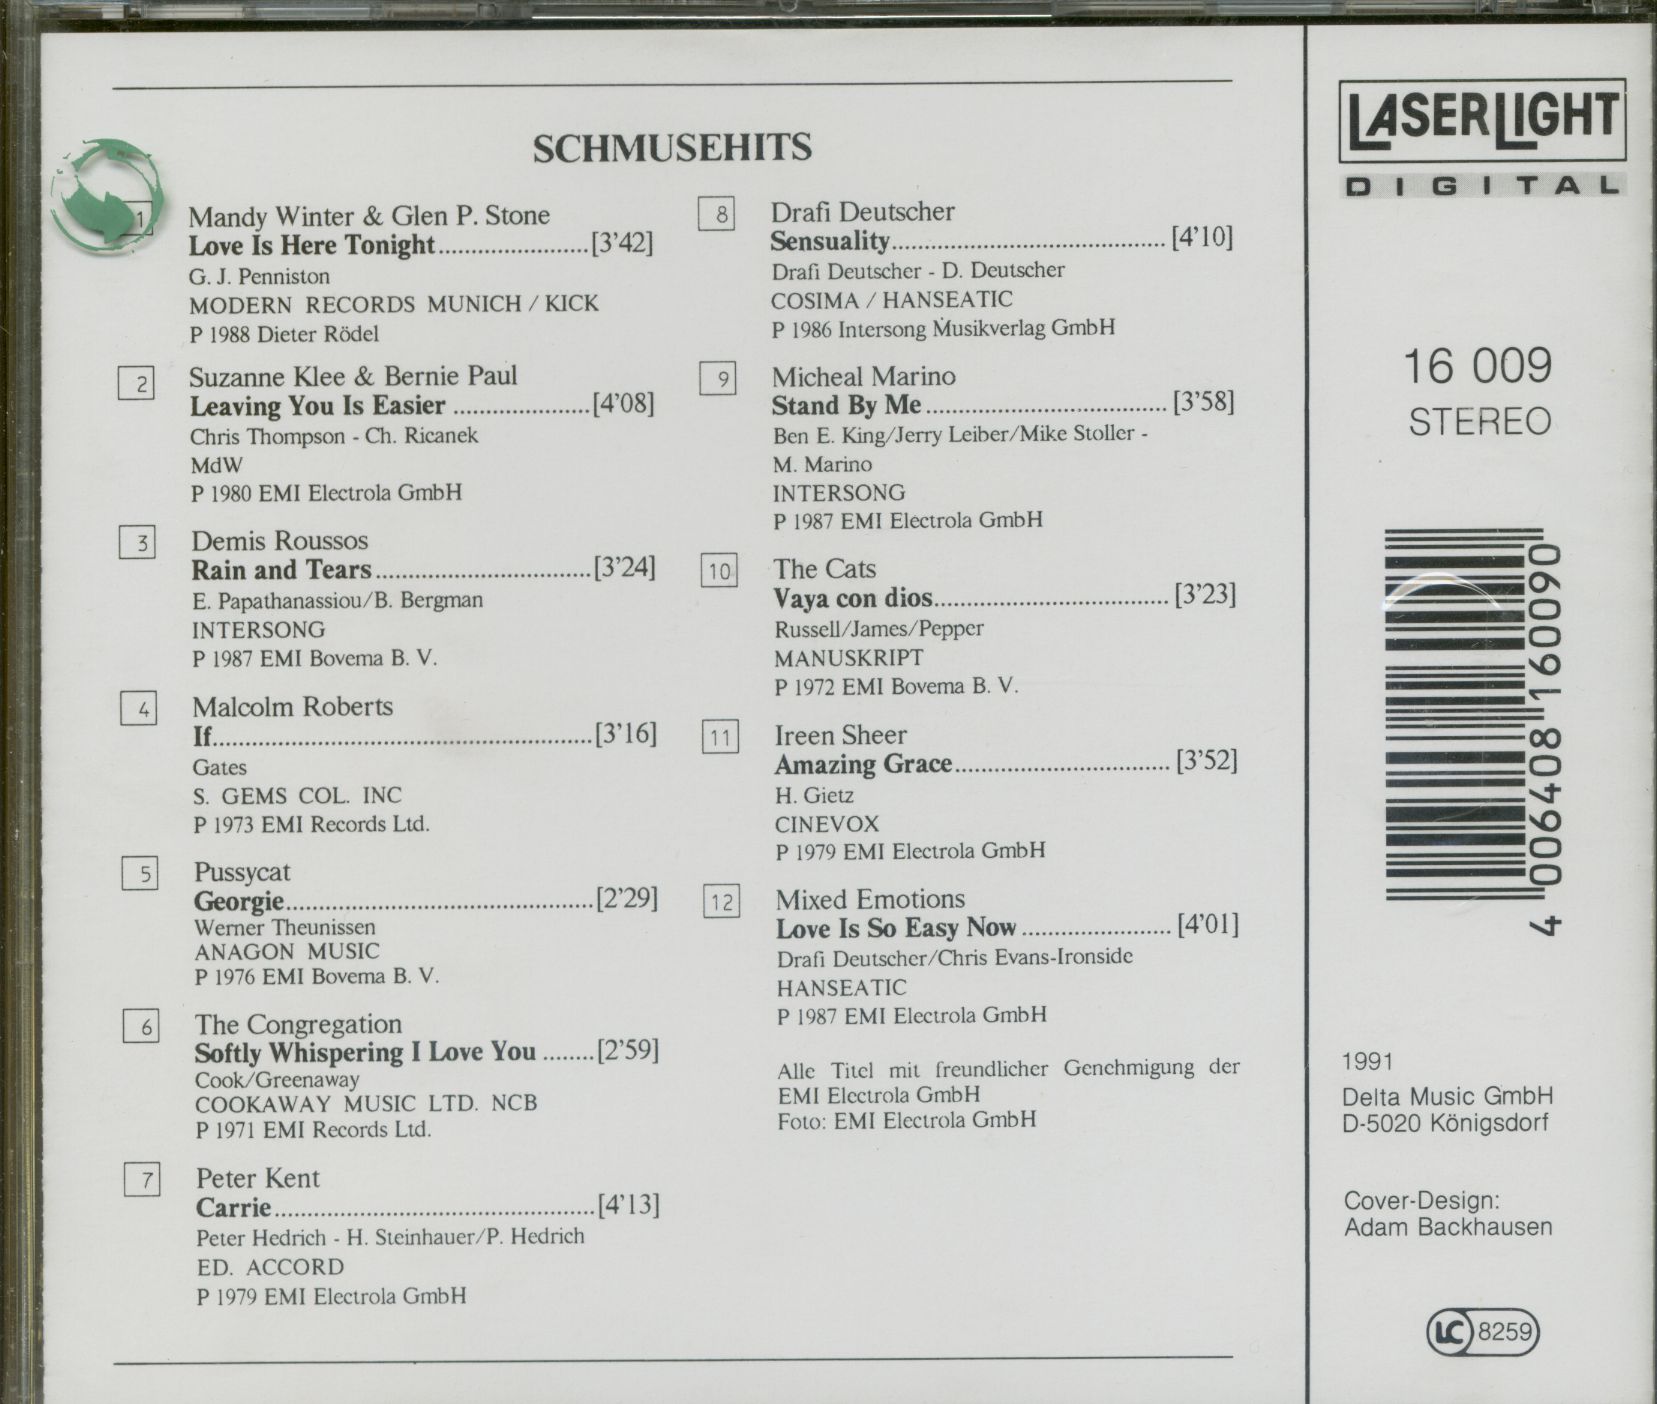 SCHMUSEHITS
1 Mandy Winter & Glen P. Stone
Love Is Here Tonight.......................[3'42]
G. J. Penniston
MODERN RECORDS MUNICH / KICK
P 1988 Dieter Rödel
2 Suzanne Klee & Bernie Paul
Leaving You Is Easier .....................[4'08]
Chris Thompson - Ch. Ricanek
MdW
P 1980 EMI Electrola GmbH
3 Demis Roussos
Rain and Tears.................................[3'24]
E. Papathanassiou/B. Bergman
INTERSONG
P 1987 EMI Bovema B. V.
4 Malcolm Roberts
If..........................................................[3'16]
Gates
S. GEMS COL. INC
P 1973 EMI Records Ltd.
5 Pussycat
Georgie...............................................[2'29]
Werner Theunissen
ANAGON MUSIC
P 1976 EMI Bovema B. V.
6 The Congregation
Softly Whispering I Love You ........[2'59]
Cook/Greenaway
COOKAWAY MUSIC LTD. NCB
P 1971 EMI Records Ltd.
7 Peter Kent
Carrie.................................................[4'13]
Peter Hedrich - H. Steinhauer/P. Hedrich
ED. ACCORD
P 1979 EMI Electrola GmbH
8 Drafi Deutscher
Sensuality.......................................... [4'10]
Drafi Deutscher - D. Deutscher
COSIMA / HANSEATIC
P 1986 Intersong Musikverlag GmbH
9 Micheal Marino
Stand By Me..................................... [3'58]
Ben E. King/Jerry Leiber/Mike Stoller -
M. Marino
INTERSONG
P 1987 EMI Electrola GmbH
10 The Cats
Vaya con dios.................................... [3'23]
Russell/James/Pepper
MANUSKRIPT
P 1972 EMI Bovema B. V.
11 Ireen Sheer
Amazing Grace................................. [3'52]
H. Gietz
CINEVOX
P 1979 EMI Electrola GmbH
12 Mixed Emotions
Love Is So Easy Now ....................... [4'01]
Drafi Deutscher/Chris Evans-Ironside
HANSEATIC
P 1987 EMI Electrola GmbH
Alle Titel mit freundlicher Genehmigung der
EMI Electrola GmbH
Foto: EMI Electrola GmbH
LASERLIGHT
DIGITAL
16 009
STEREO
4 006408 160090
1991
Delta Music GmbH
D-5020 Königsdorf
Cover-Design:
Adam Backhausen
LC 8259